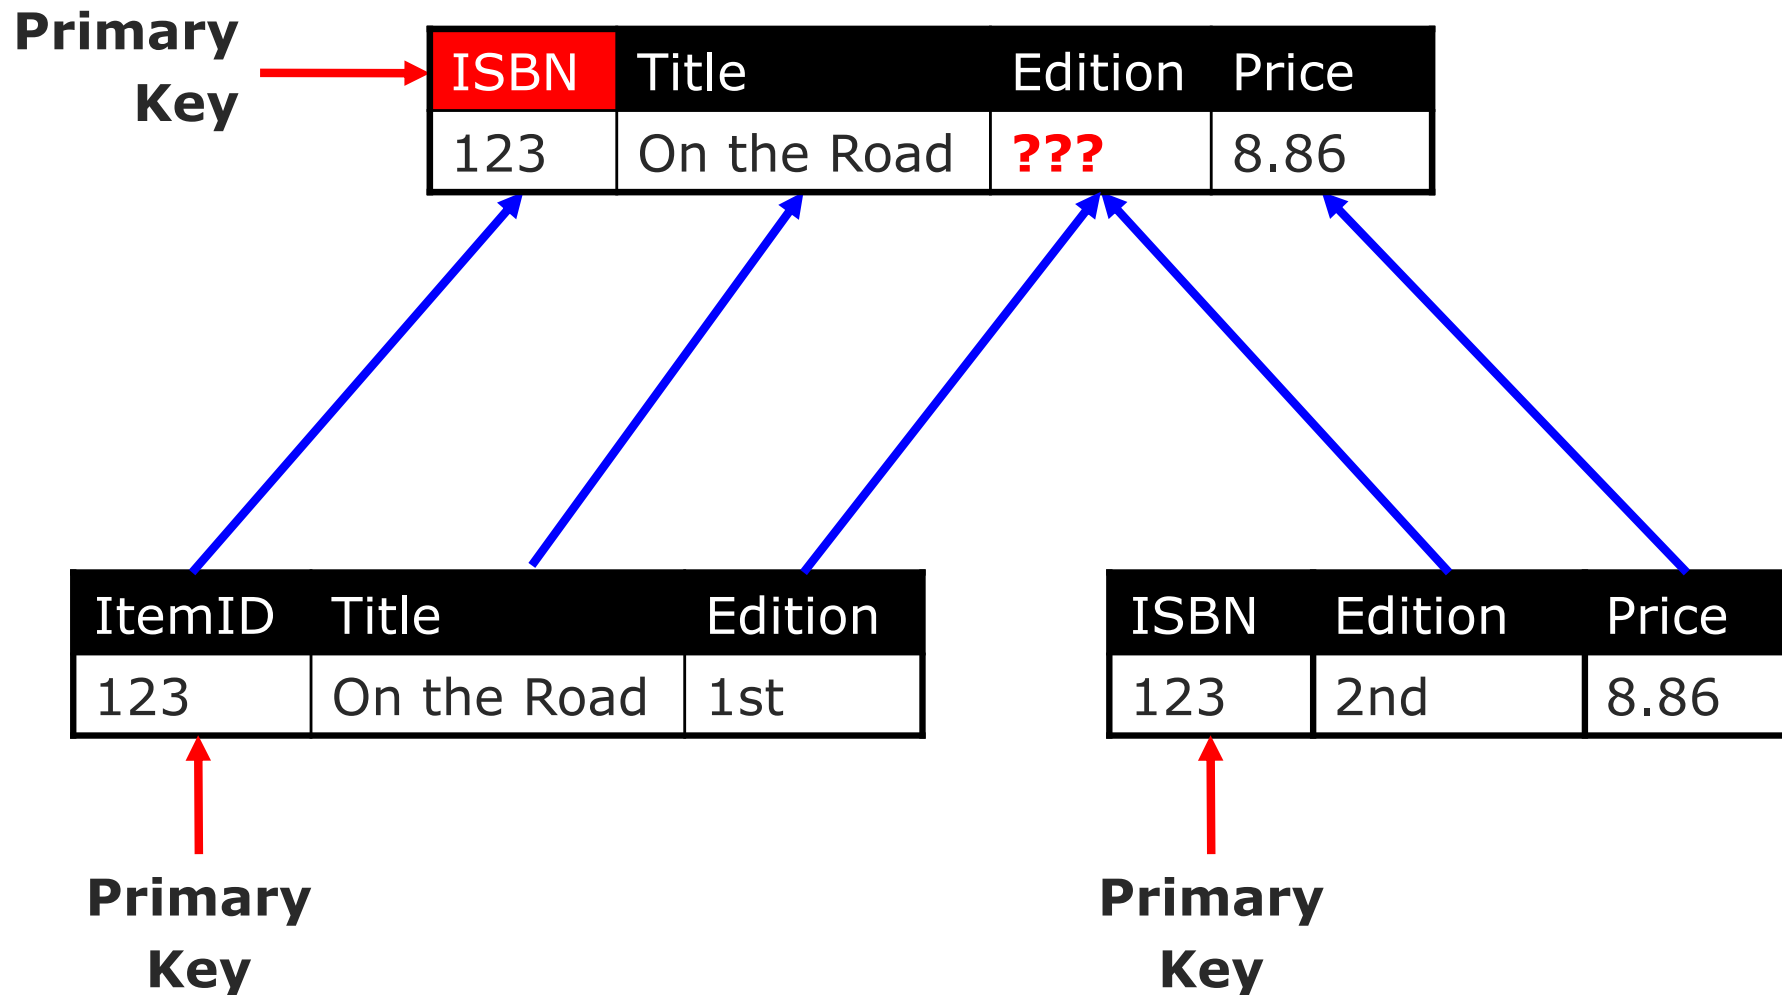 Primary
Key
ISBN Title Edition Price
123 On the Road ??? 8.86
ItemID Title Edition
123 On the Road 1st
ISBN Edition Price
123 2nd 8.86
Primary
Key
Primary
Key